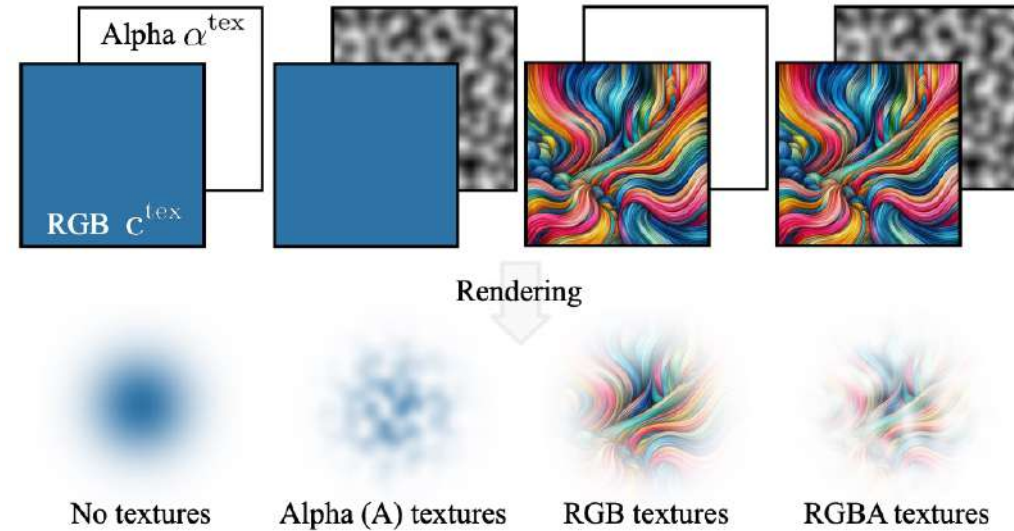 Alpha α^tex
RGB c^tex
Rendering
No textures
Alpha (A) textures
RGB textures
RGBA textures